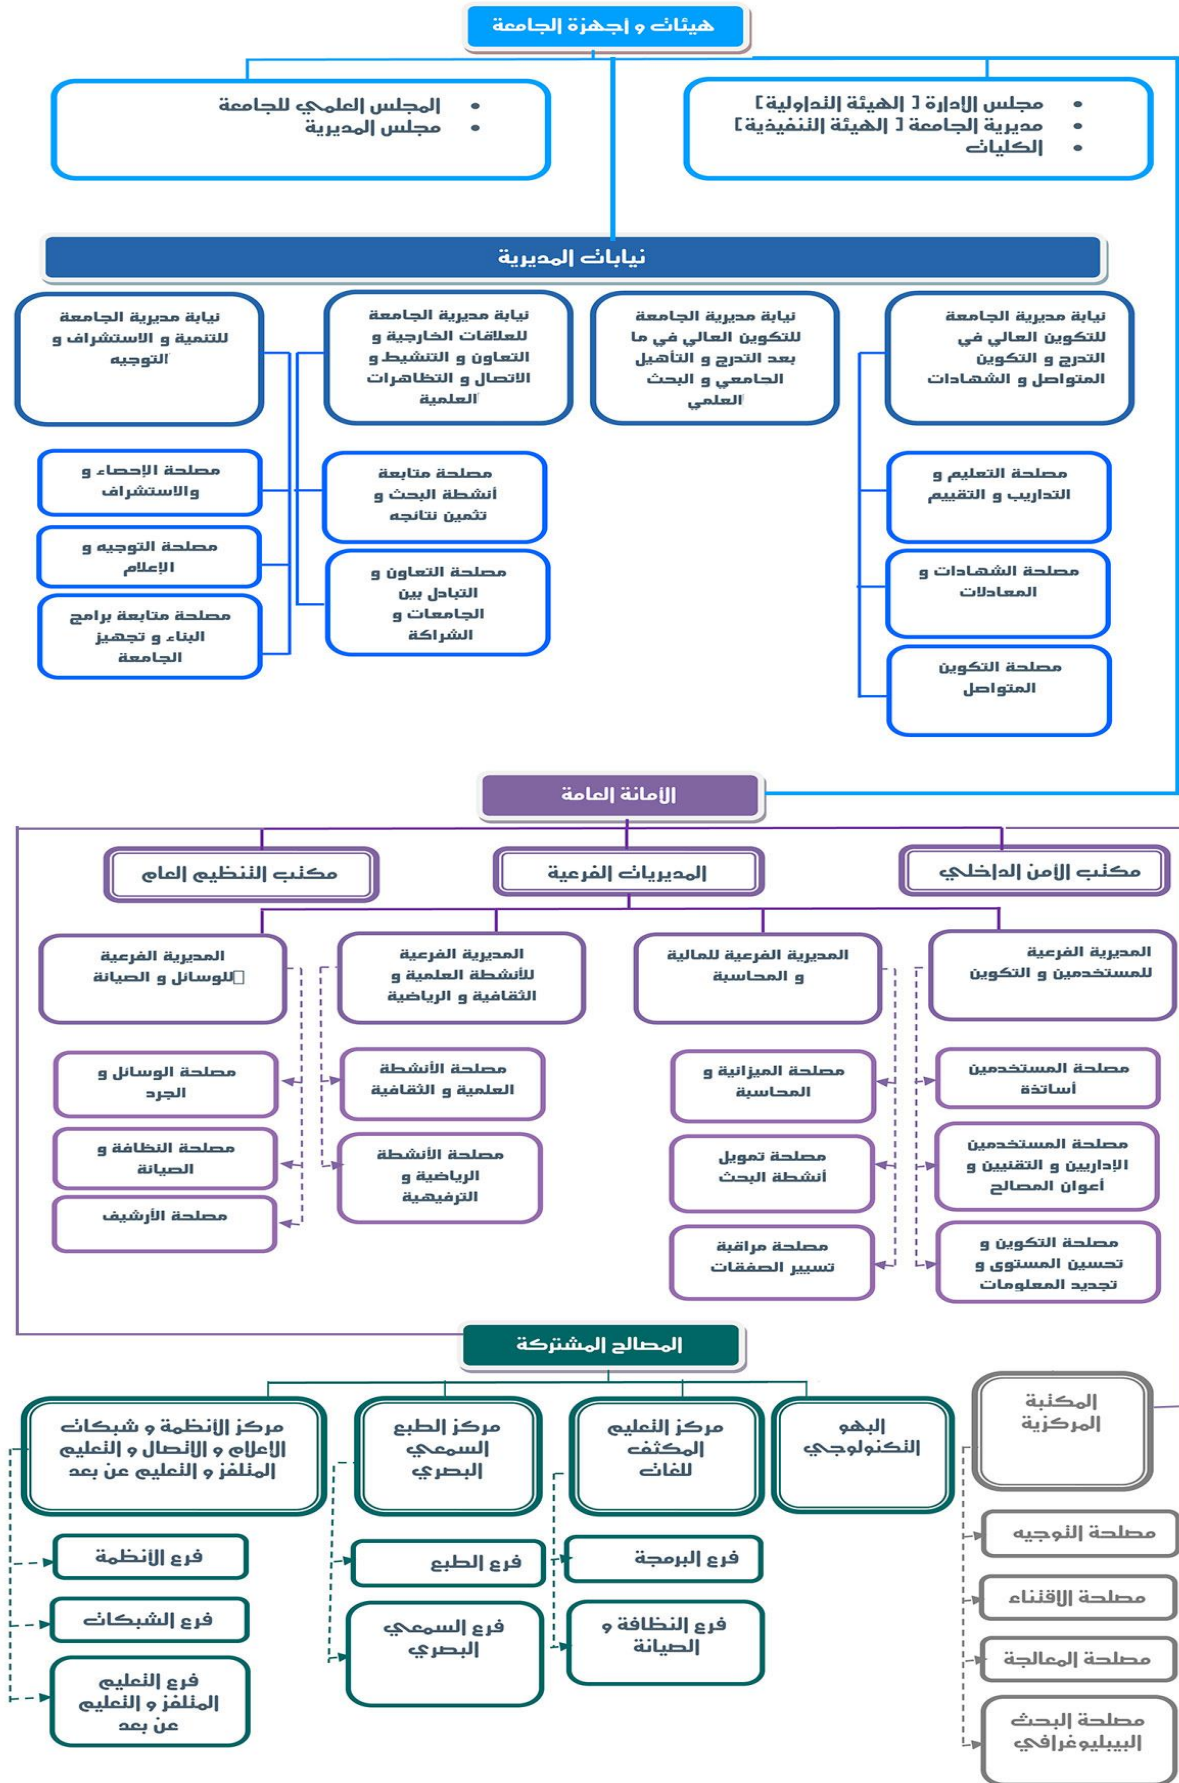 هيئات و أجهزة الجامعة
• مجلس الإدارة [ الهيئة التداولية]
• مديرية الجامعة [ الهيئة التنفيذية]
• الكليات
• المجلس العلمي للجامعة
• مجلس المديرية
نيابات المديرية
نيابة مديرية الجامعة
للتكوين العالي في
التدرج و التكوين
المتواصل و الشهادات
نيابة مديرية الجامعة
للتكوين العالي في ما
بعد التدرج و التأهيل
الجامعي و البحث
العلمي
نيابة مديرية الجامعة
للعلاقات الخارجية و
التعاون و التنشيط و
الاتصال و التظاهرات
العلمية
نيابة مديرية الجامعة
للتنمية و الاستشراف و
التوجيه
مصلحة التعليم و
التداريب و التقييم
مصلحة الشهادات و
المعادلات
مصلحة التكوين
المتواصل
مصلحة متابعة
أنشطة البحث و
تثمين نتائجه
مصلحة التعاون و
التبادل بين
الجامعات و
الشراكة
مصلحة الإحصاء و
والاستشراف
مصلحة التوجيه و
الإعلام
مصلحة متابعة برامج
البناء و تجهيز
الجامعة
الأمانة العامة
مكتب الأمن الداخلي
المديريات الفرعية
مكتب التنظيم العام
المديرية الفرعية
للمستخدمين و التكوين
المديرية الفرعية للمالية
و المحاسبة
المديرية الفرعية
للأنشطة العلمية و
الثقافية و الرياضية
المديرية الفرعية
للوسائل و الصيانة
مصلحة المستخدمين
أساتذة
مصلحة المستخدمين
الإداريين و التقنيين و
أعوان المصالح
مصلحة التكوين و
تحسين المستوى و
تجديد المعلومات
مصلحة الميزانية و
المحاسبة
مصلحة تمويل
أنشطة البحث
مصلحة مراقبة
تسيير الصفقات
مصلحة الأنشطة
العلمية و الثقافية
مصلحة الأنشطة
الرياضية و
الترفيهية
مصلحة الوسائل و
الجرد
مصلحة النظافة و
الصيانة
مصلحة الأرشيف
المصالح المشتركة
المكتبة
المركزية
البهو
التكنولوجي
مركز التعليم
المكثف
للغات
مركز الطبع
السمعي
البصري
مركز الأنظمة و شبكات
الإعلام و الاتصال و التعليم
المتلفز و التعليم عن بعد
مصلحة التوجيه
مصلحة الاقتناء
مصلحة المعالجة
مصلحة البحث
البيبليوغرافي
فرع البرمجة
فرع النظافة و
الصيانة
فرع الطبع
فرع السمعي
البصري
فرع الأنظمة
فرع الشبكات
فرع التعليم
المتلفز و التعليم
عن بعد